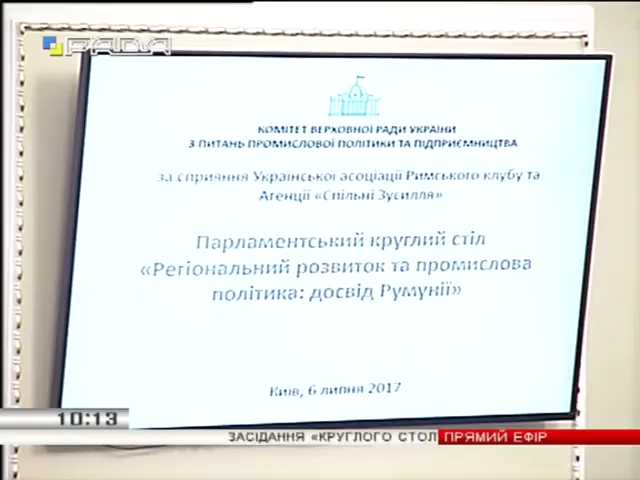 РАДА
КОМІТЕТ ВЕРХОВНОЇ РАДИ УКРАЇНИ
З ПИТАНЬ ПРОМИСЛОВОЇ ПОЛІТИКИ ТА ПІДПРИЄМНИЦТВА
за сприяння Української асоціації Римського клубу та
Агенції «Спільні Зусилля»
Парламентський круглий стіл
«Регіональний розвиток та промислова
політика: досвід Румунії»
Київ, 6 липня 2017
10:13
ЗАСІДАННЯ «КРУГЛОГО СТОЛ ПРЯМИЙ ЕФІР